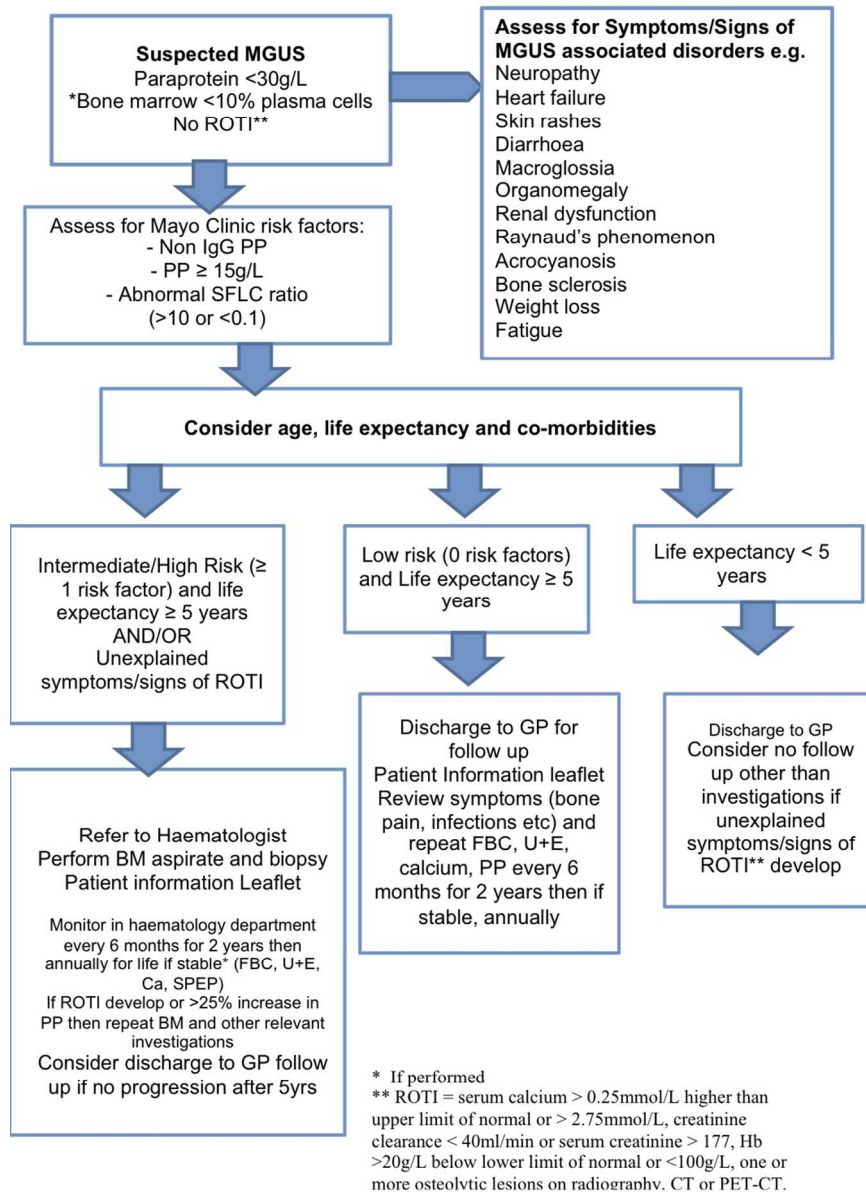 Suspected MGUS
Paraprotein <30g/L
*Bone marrow <10% plasma cells
No ROTI**
Assess for Symptoms/Signs of
MGUS associated disorders e.g.
Neuropathy
Heart failure
Skin rashes
Diarrhoea
Macroglossia
Organomegaly
Renal dysfunction
Raynaud's phenomenon
Acrocyanosis
Bone sclerosis
Weight loss
Fatigue
Assess for Mayo Clinic risk factors:
- Non IgG PP
- PP ≥ 15g/L
- Abnormal SFLC ratio
(>10 or <0.1)
Consider age, life expectancy and co-morbidities
Intermediate/High Risk (≥
1 risk factor) and life
expectancy ≥ 5 years
AND/OR
Unexplained
symptoms/signs of ROTI
Low risk (0 risk factors)
and Life expectancy ≥ 5
years
Life expectancy < 5
years
Refer to Haematologist
Perform BM aspirate and biopsy
Patient information Leaflet
Monitor in haematology department
every 6 months for 2 years then
annually for life if stable* (FBC, U+E,
Ca, SPEP)
If ROTI develop or >25% increase in
PP then repeat BM and other relevant
investigations
Consider discharge to GP follow
up if no progression after 5yrs
Discharge to GP for
follow up
Patient Information leaflet
Review symptoms (bone
pain, infections etc) and
repeat FBC, U+E,
calcium, PP every 6
months for 2 years then if
stable, annually
Discharge to GP
Consider no follow
up other than
investigations if
unexplained
symptoms/signs of
ROTI** develop
* If performed
** ROTI = serum calcium > 0.25mmol/L higher than
upper limit of normal or > 2.75mmol/L, creatinine
clearance < 40ml/min or serum creatinine > 177, Hb
>20g/L below lower limit of normal or <100g/L, one or
more osteolytic lesions on radiography, CT or PET-CT.